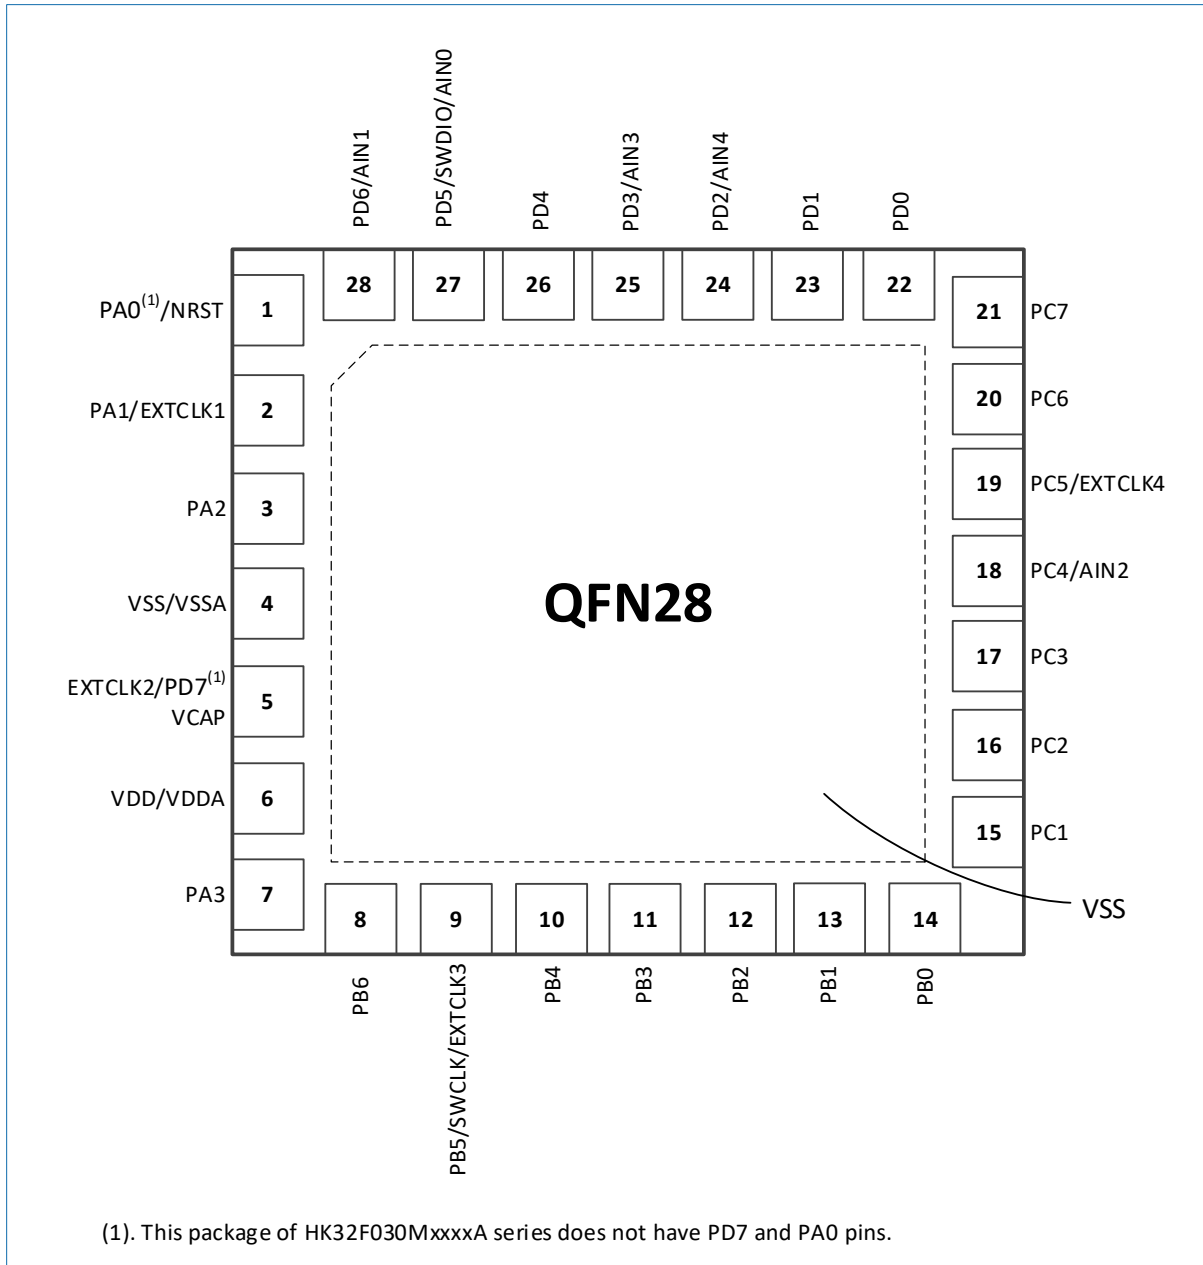 PD6/AIN1
PD5/SWDIO/AIN0
PD4
PD3/AIN3
PD2/AIN4
PD1
PD0
28
27
26
25
24
23
22
PA0(1)/NRST
1
PA1/EXTCLK1
2
PA2
3
VSS/VSSA
4
EXTCLK2/PD7(1)
VCAP
5
VDD/VDDA
6
PA3
7
QFN28
21
PC7
20
PC6
19
PC5/EXTCLK4
18
PC4/AIN2
17
PC3
16
PC2
15
PC1
VSS
8
9
10
11
12
13
14
PB6
PB5/SWCLK/EXTCLK3
PB4
PB3
PB2
PB1
PB0
(1). This package of HK32F030MxxxxA series does not have PD7 and PA0 pins.